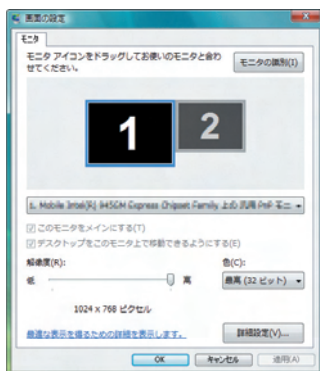 画面の設定
モニタ
モニタ アイコンをドラッグしてお使いのモニタと合わ
せてください。
モニタの識別(I)
1
2
1. Mobile Intel(R) 945GM Express Chipset Family 上の 汎用 PnP モニ
このモニタをメインにする(T)
デスクトップをこのモニタ上で移動できるようにする(E)
解像度(R):
低
高
1024 x 768 ピクセル
色(C):
最高 (32 ビット)
最適な表示を得るための詳細を表示します。
詳細設定(V)...
OK
キャンセル
適用(A)